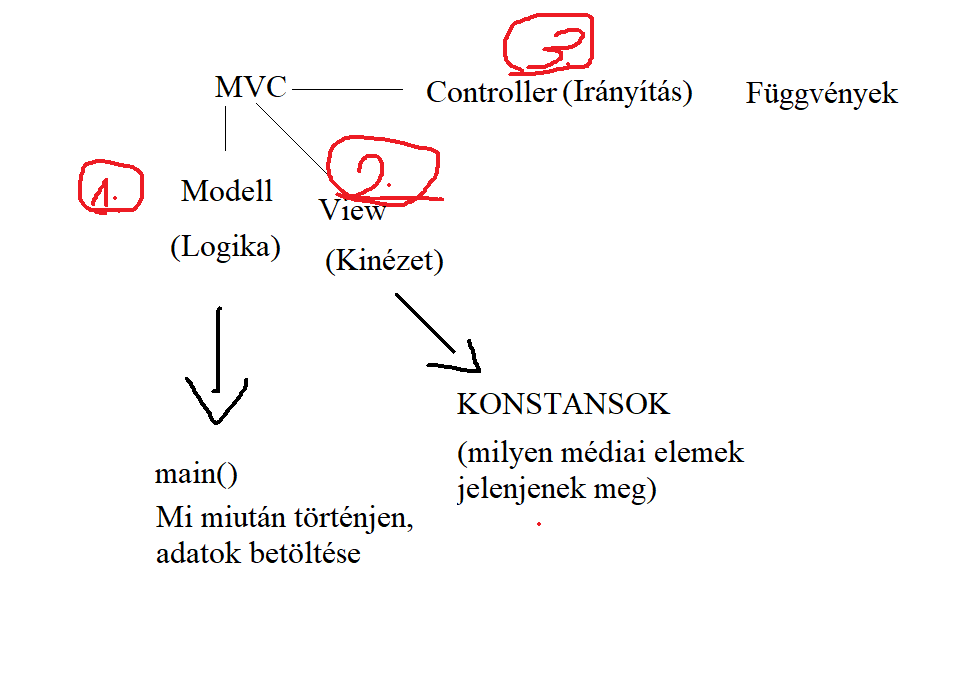 3.
MVC
Controller (Irányítás)
Függvények
1.
Modell
(Logika)
2.
View
(Kinézet)
KONSTANSOK
(milyen médiai elemek
jelenjenek meg)
main()
Mi miután történjen,
adatok betöltése